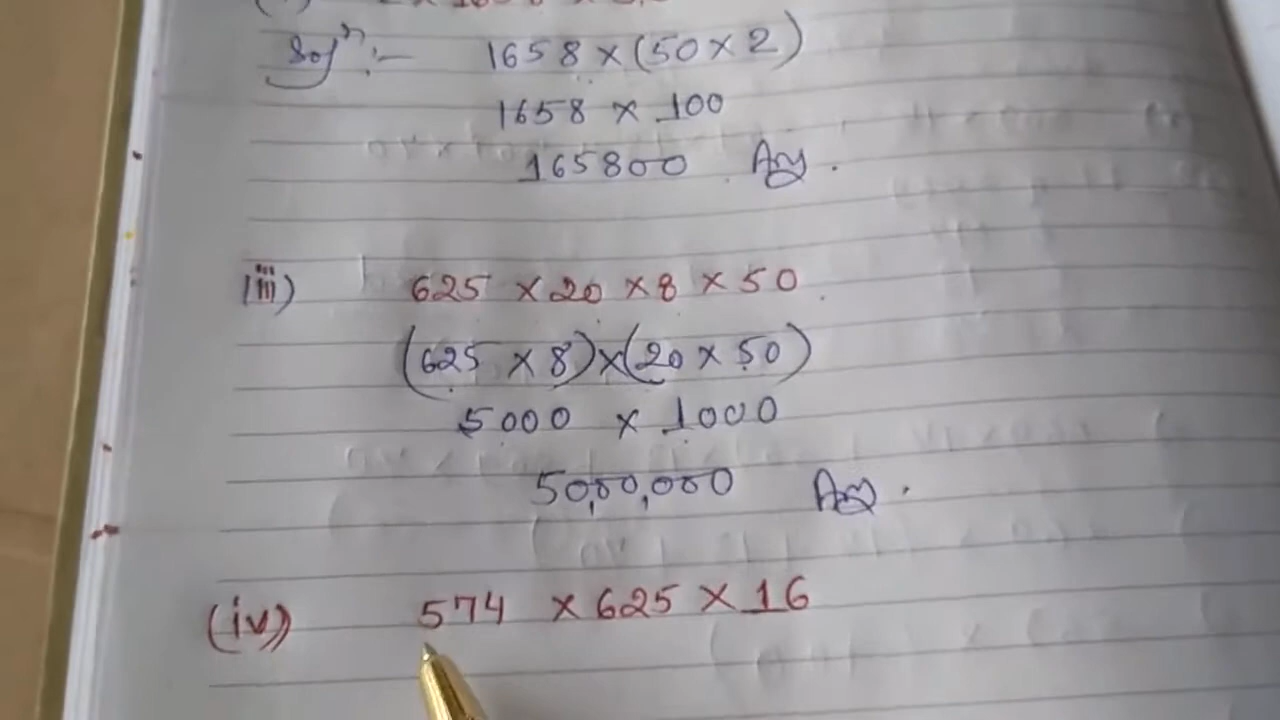 Solⁿ:- 1658 × (50 × 2)
1658 × 100
165800 Ans.
(iii) 625 × 20 × 8 × 50
(625 × 8) × (20 × 50)
5000 × 1000
50,00,000 Ans.
(iv) 574 × 625 × 16